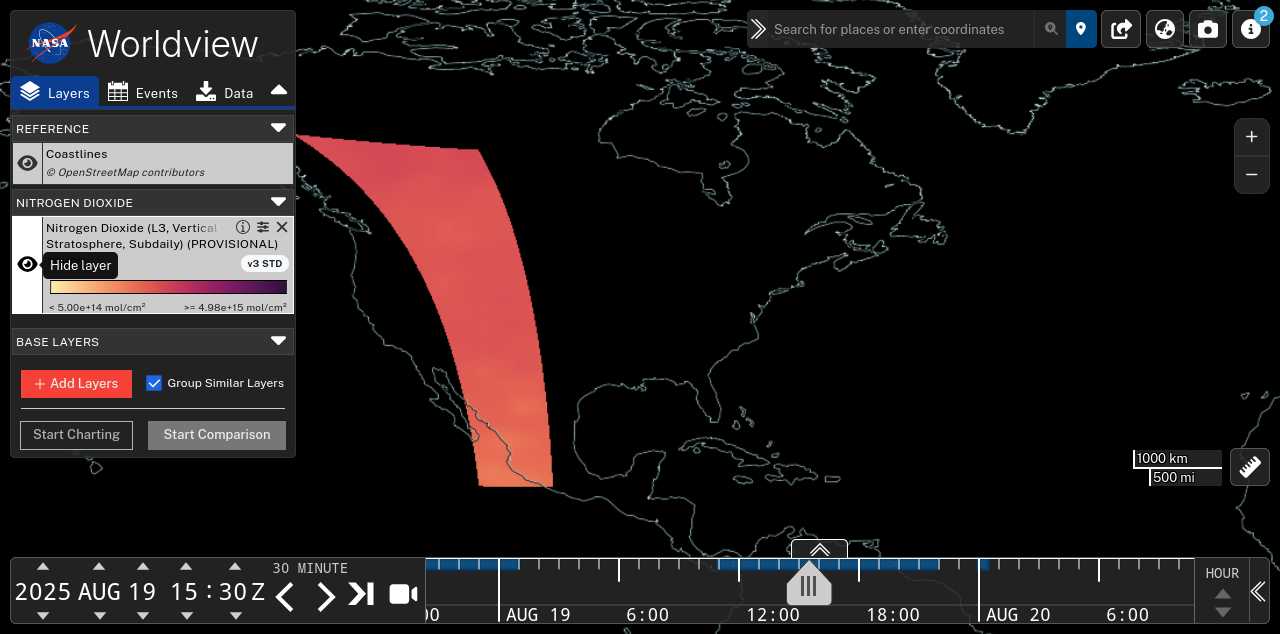 NASA Worldview
Search for places or enter coordinates
2
Layers Events Data
REFERENCE
Coastlines
© OpenStreetMap contributors
NITROGEN DIOXIDE
Nitrogen Dioxide (L3, Vertical
Stratosphere, Subdaily) (PROVISIONAL)
Hide layer
v3 STD
< 5.00e+14 mol/cm² >= 4.98e+15 mol/cm²
BASE LAYERS
+ Add Layers Group Similar Layers
Start Charting Start Comparison
+
−
1000 km
500 mi
30 MINUTE
2025 AUG 19 15 : 30 Z
HOUR
00 AUG 19 6:00 12:00 18:00 AUG 20 6:00